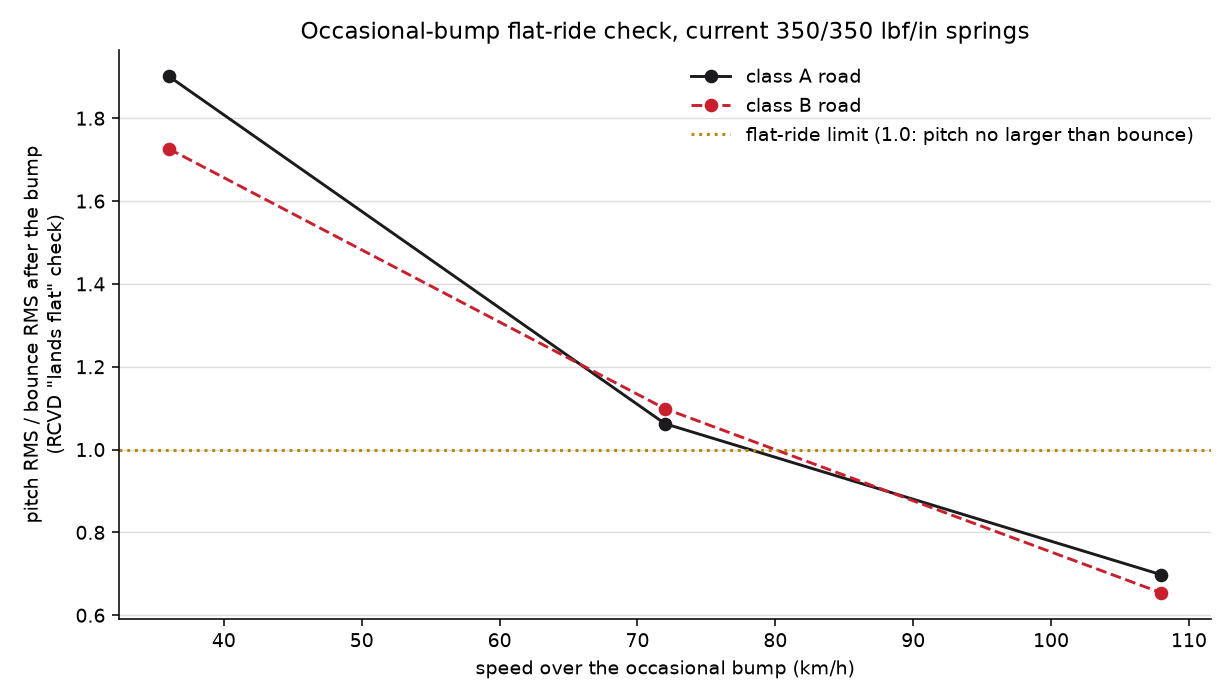 Occasional-bump flat-ride check, current 350/350 lbf/in springs
class A road
class B road
flat-ride limit (1.0: pitch no larger than bounce)
pitch RMS / bounce RMS after the bump
(RCVD "lands flat" check)
1.8
1.6
1.4
1.2
1.0
0.8
0.6
40 50 60 70 80 90 100 110
speed over the occasional bump (km/h)